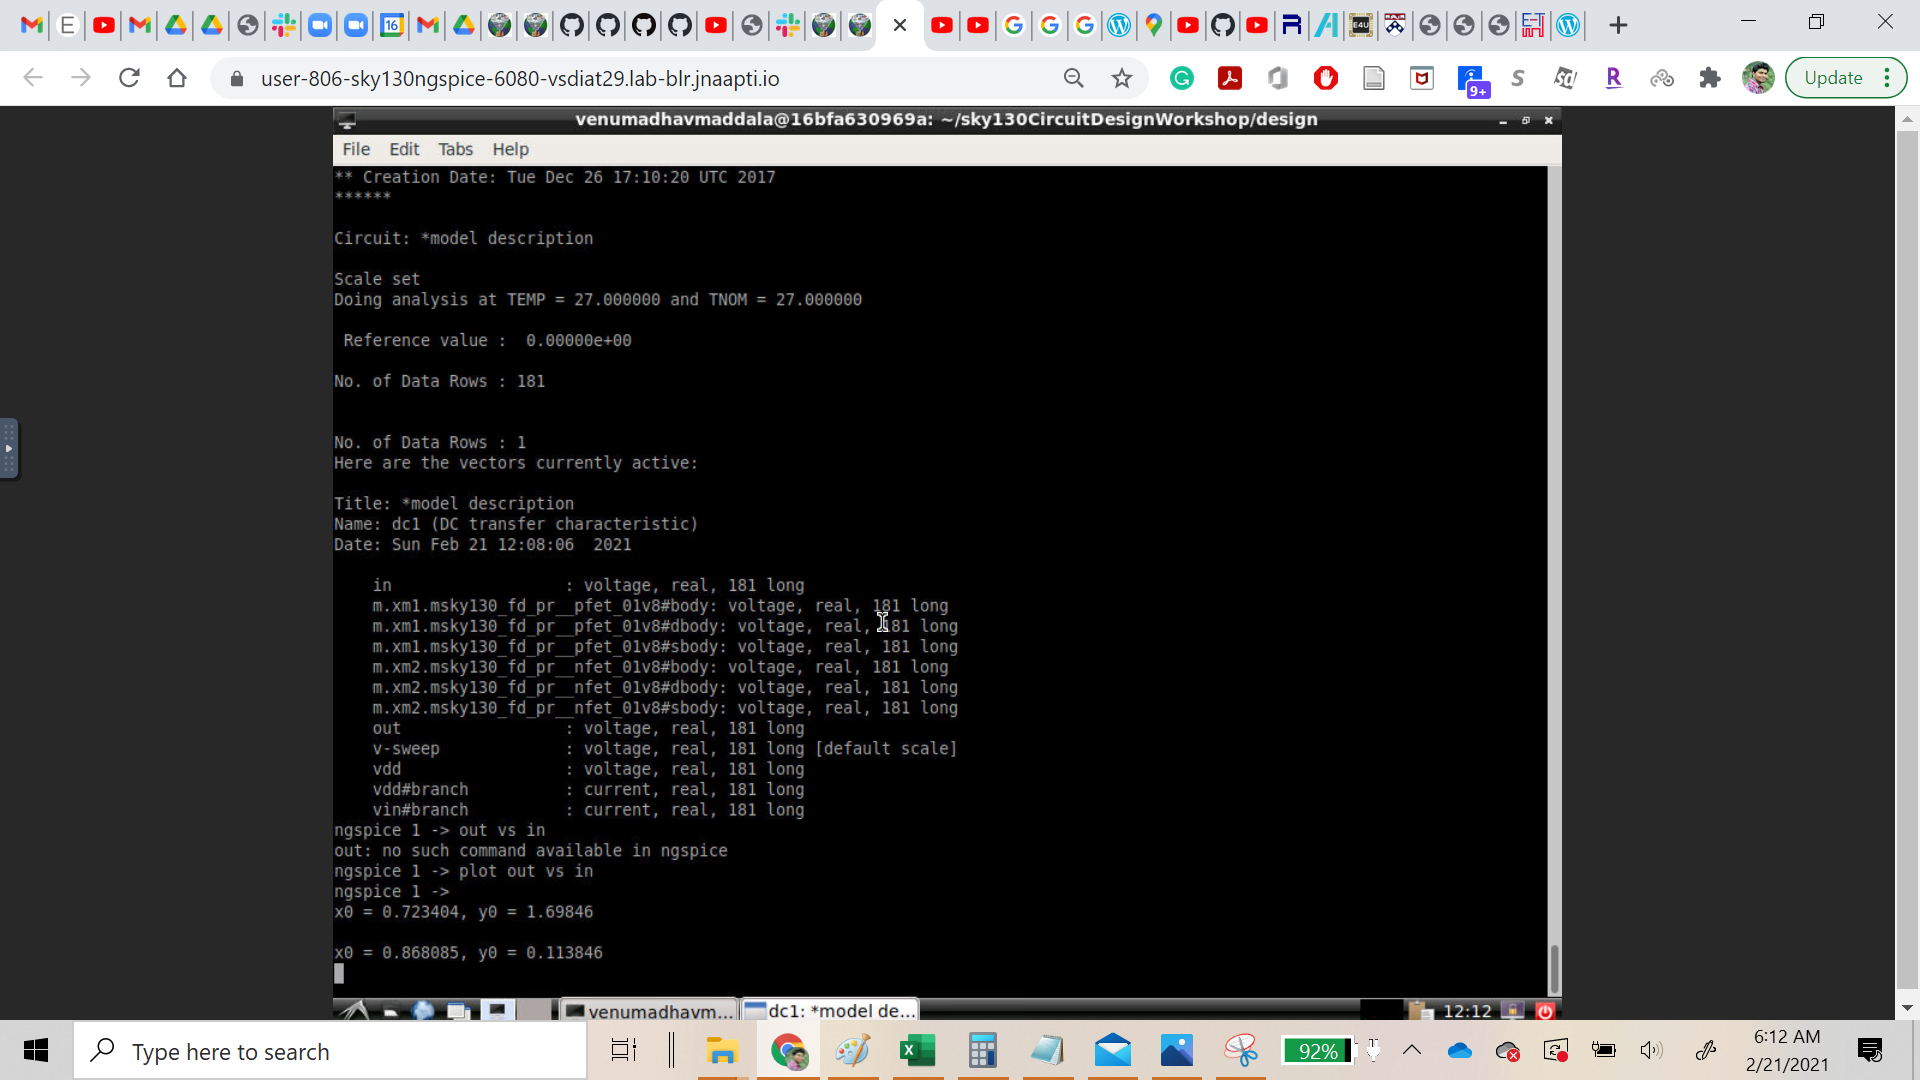 user-806-sky130ngspice-6080-vsdiat29.lab-blr.jnaapti.io
9+
Update
venumadhavmaddala@16bfa630969a: ~/sky130CircuitDesignWorkshop/design
File Edit Tabs Help
** Creation Date: Tue Dec 26 17:10:20 UTC 2017
******
Circuit: *model description
Scale set
Doing analysis at TEMP = 27.000000 and TNOM = 27.000000
Reference value :  0.00000e+00
No. of Data Rows : 181
No. of Data Rows : 1
Here are the vectors currently active:
Title: *model description
Name: dc1 (DC transfer characteristic)
Date: Sun Feb 21 12:08:06  2021
in                  : voltage, real, 181 long
m.xm1.msky130_fd_pr__pfet_01v8#body: voltage, real, 181 long
m.xm1.msky130_fd_pr__pfet_01v8#dbody: voltage, real, 181 long
m.xm1.msky130_fd_pr__pfet_01v8#sbody: voltage, real, 181 long
m.xm2.msky130_fd_pr__nfet_01v8#body: voltage, real, 181 long
m.xm2.msky130_fd_pr__nfet_01v8#dbody: voltage, real, 181 long
m.xm2.msky130_fd_pr__nfet_01v8#sbody: voltage, real, 181 long
out                 : voltage, real, 181 long
v-sweep             : voltage, real, 181 long [default scale]
vdd                 : voltage, real, 181 long
vdd#branch          : current, real, 181 long
vin#branch          : current, real, 181 long
ngspice 1 -> out vs in
out: no such command available in ngspice
ngspice 1 -> plot out vs in
ngspice 1 ->
x0 = 0.723404, y0 = 1.69846
x0 = 0.868085, y0 = 0.113846
venumadhavm... dc1: *model de... 12:12
Type here to search
92%
6:12 AM
2/21/2021